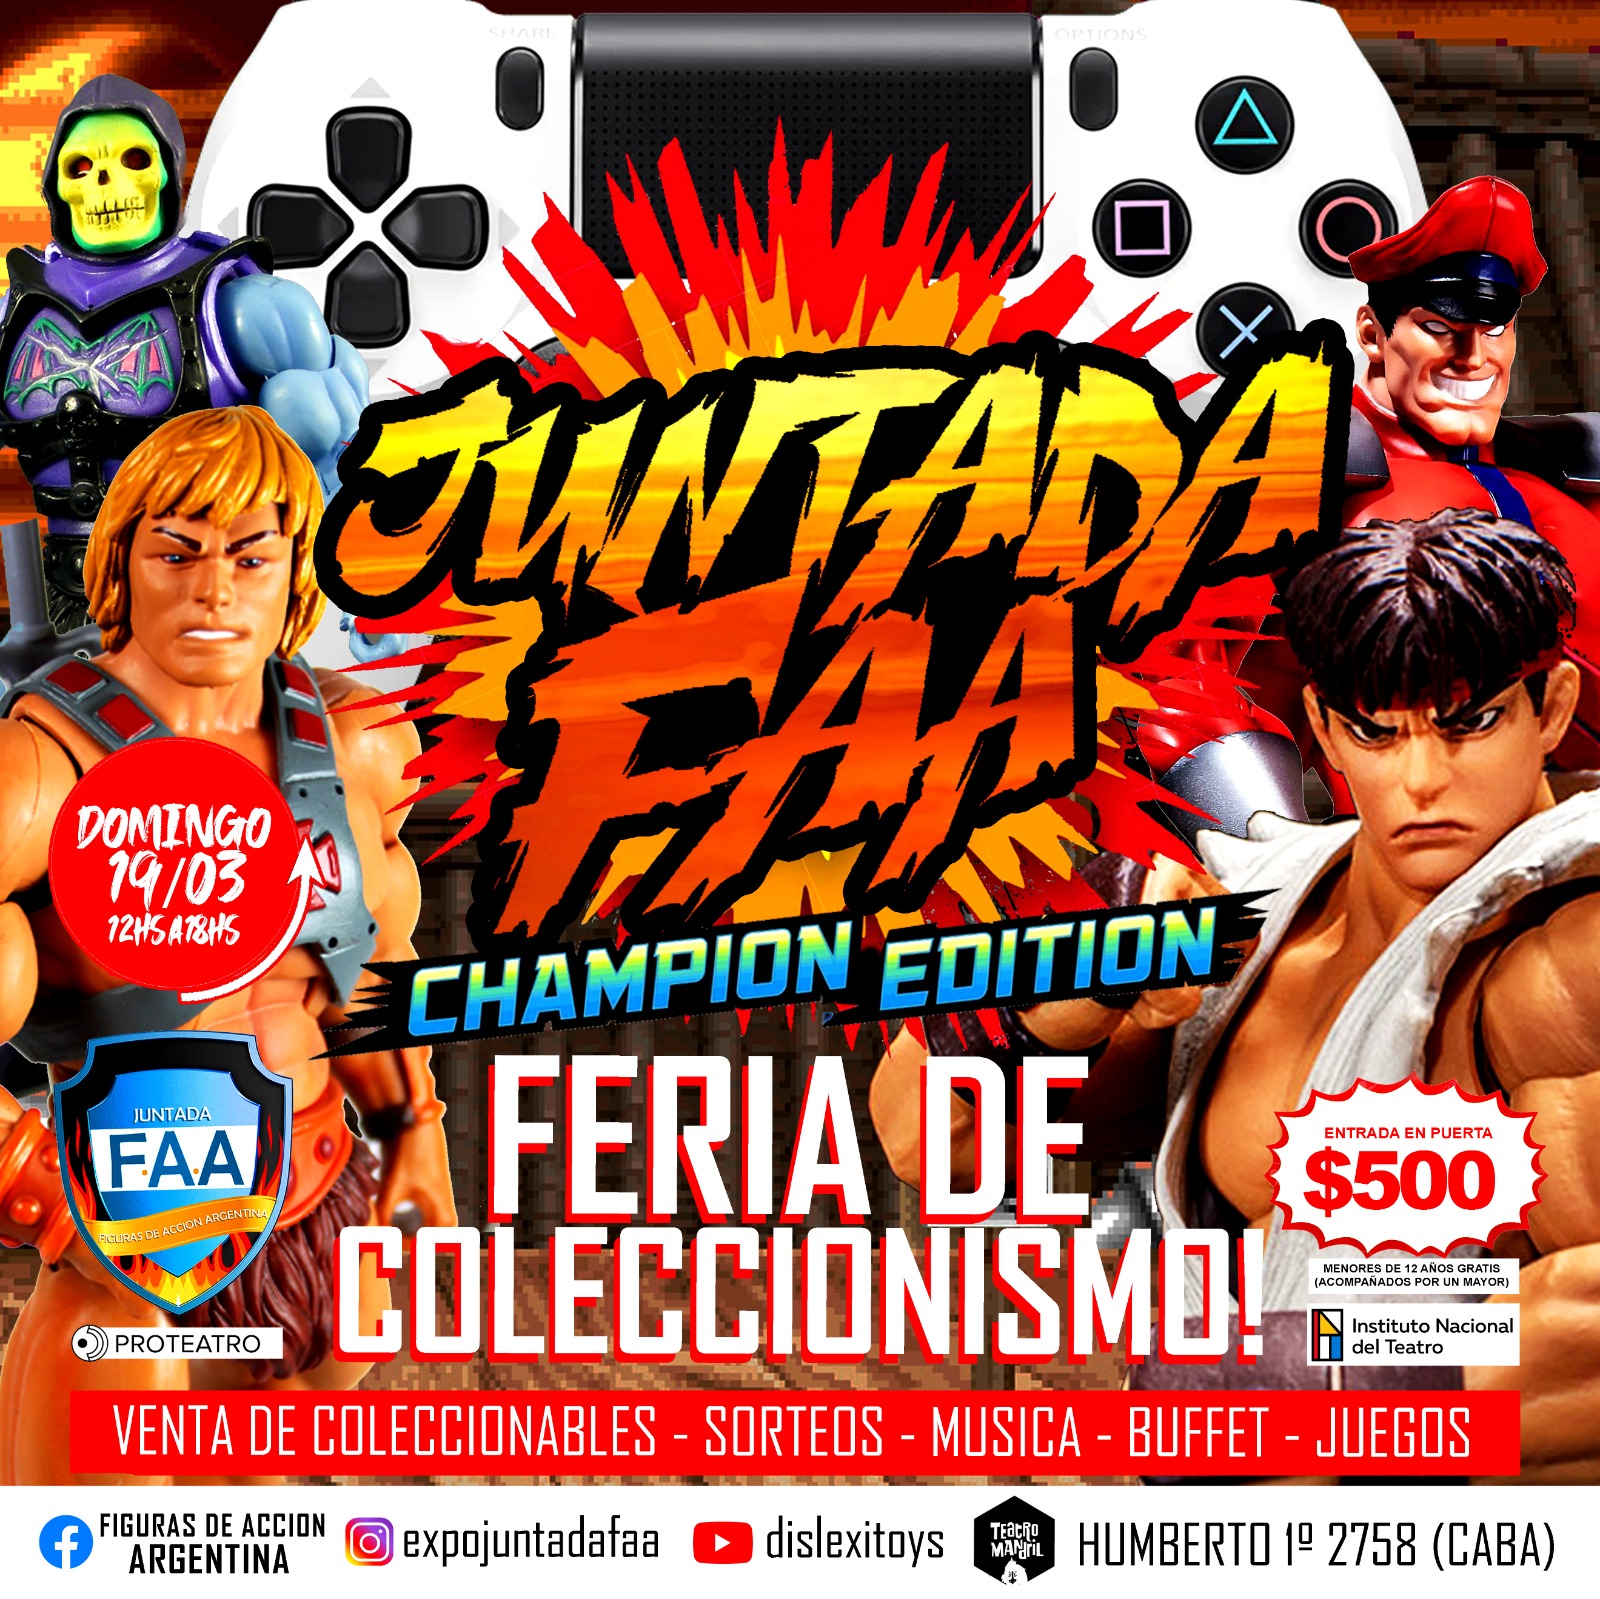 SHARE
OPTIONS
JUNTADA
FAA
DOMINGO
19/03
12HS A 18HS
CHAMPION EDITION
JUNTADA
F.A.A
FIGURAS DE ACCION ARGENTINA
FERIA DE
COLECCIONISMO!
ENTRADA EN PUERTA
$500
MENORES DE 12 AÑOS GRATIS
(ACOMPAÑADOS POR UN MAYOR)
PROTEATRO
Instituto Nacional
del Teatro
VENTA DE COLECCIONABLES - SORTEOS - MUSICA - BUFFET - JUEGOS
FIGURAS DE ACCION
ARGENTINA
expojuntadafaa
dislexitoys
TEATRO
MANDRIL
HUMBERTO 1º 2758 (CABA)